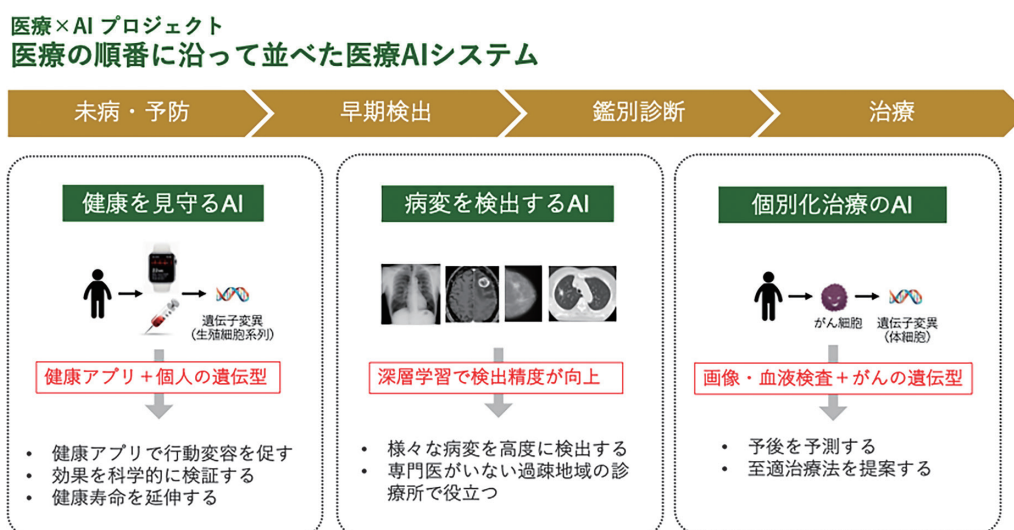 医療×AI プロジェクト
医療の順番に沿って並べた医療AIシステム
未病・予防
早期検出
鑑別診断
治療
健康を見守るAI
遺伝子変異
(生殖細胞系列)
健康アプリ＋個人の遺伝型
• 健康アプリで行動変容を促す
• 効果を科学的に検証する
• 健康寿命を延伸する
病変を検出するAI
深層学習で検出精度が向上
• 様々な病変を高度に検出する
• 専門医がいない過疎地域の診
療所で役立つ
個別化治療のAI
がん細胞
遺伝子変異
(体細胞)
画像・血液検査＋がんの遺伝型
• 予後を予測する
• 至適治療法を提案する